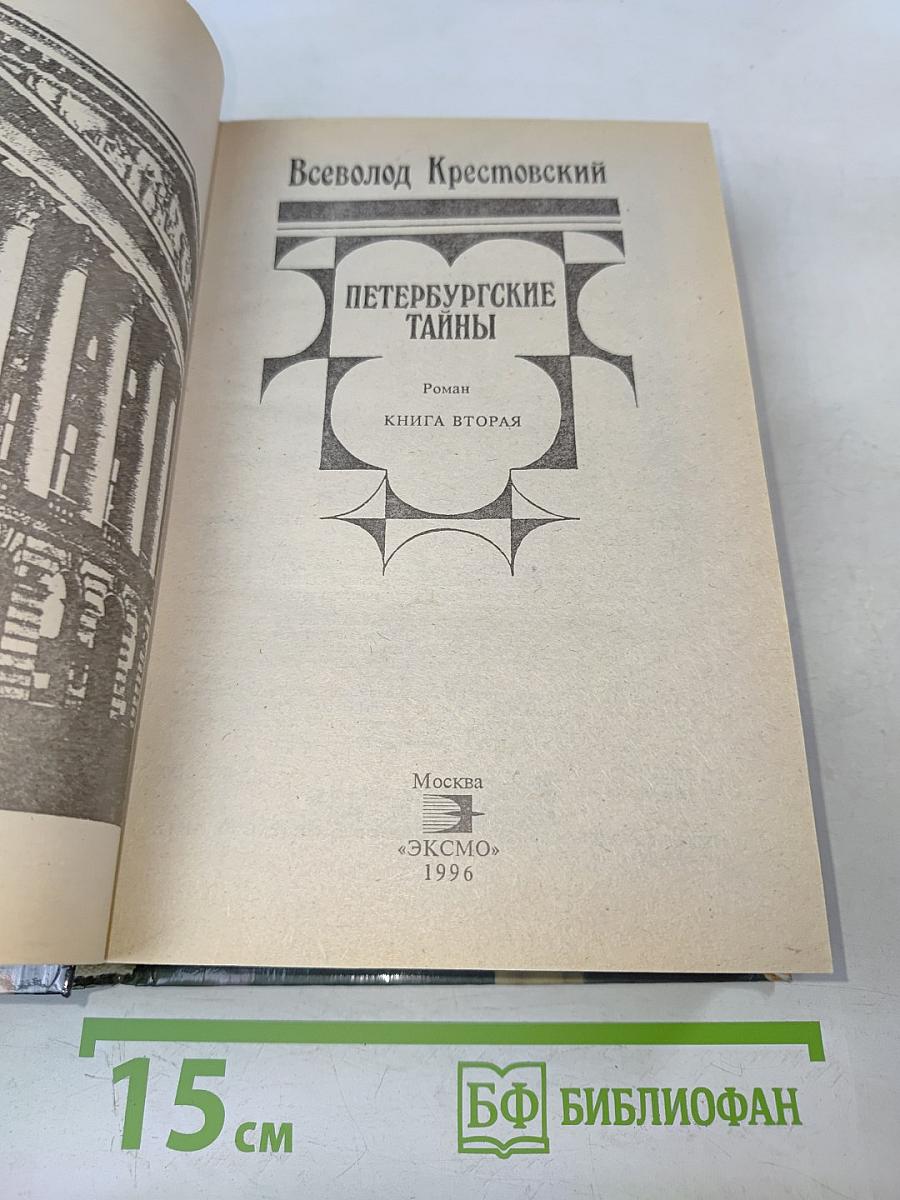 Всеволод Крестовский
ПЕТЕРБУРГСКИЕ
ТАЙНЫ
Роман
КНИГА ВТОРАЯ
Москва
«ЭКСМО»
1996
15 см
БФ БИБЛИОФАН